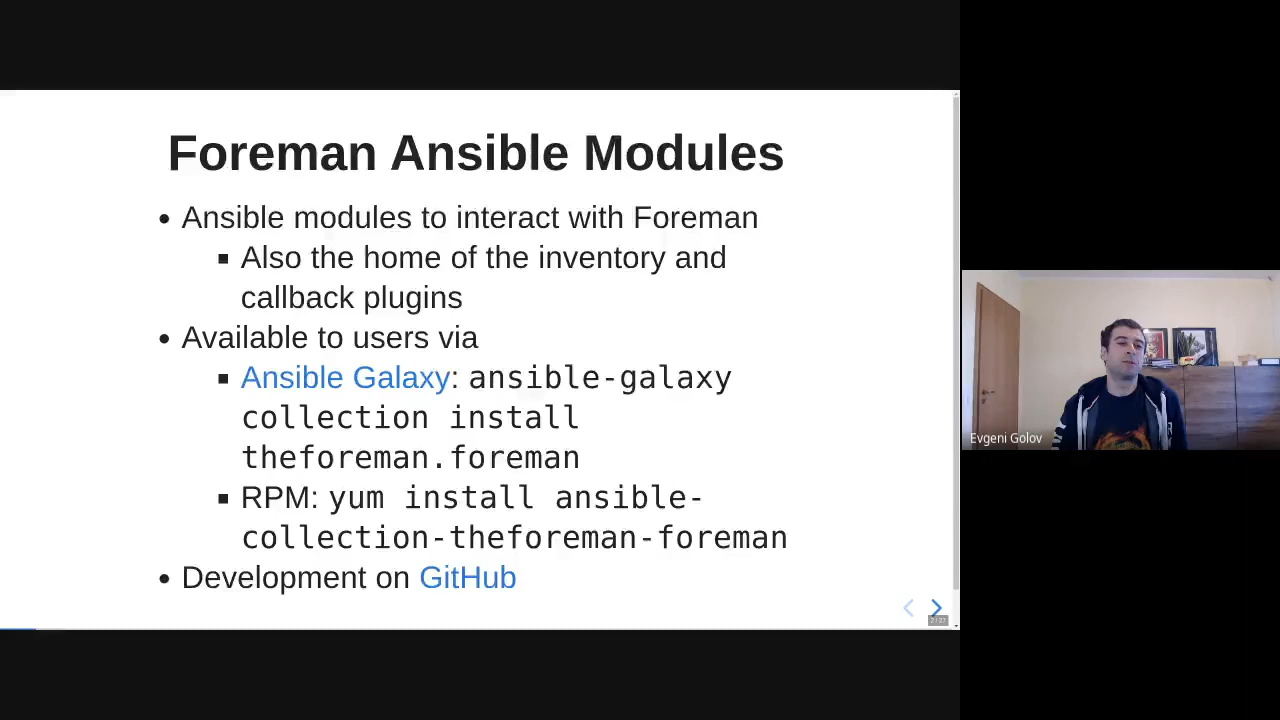 Foreman Ansible Modules
• Ansible modules to interact with Foreman
▪ Also the home of the inventory and
callback plugins
• Available to users via
▪ Ansible Galaxy: ansible-galaxy
collection install
theforeman.foreman
▪ RPM: yum install ansible-
collection-theforeman-foreman
• Development on GitHub
2/27
Evgeni Golov